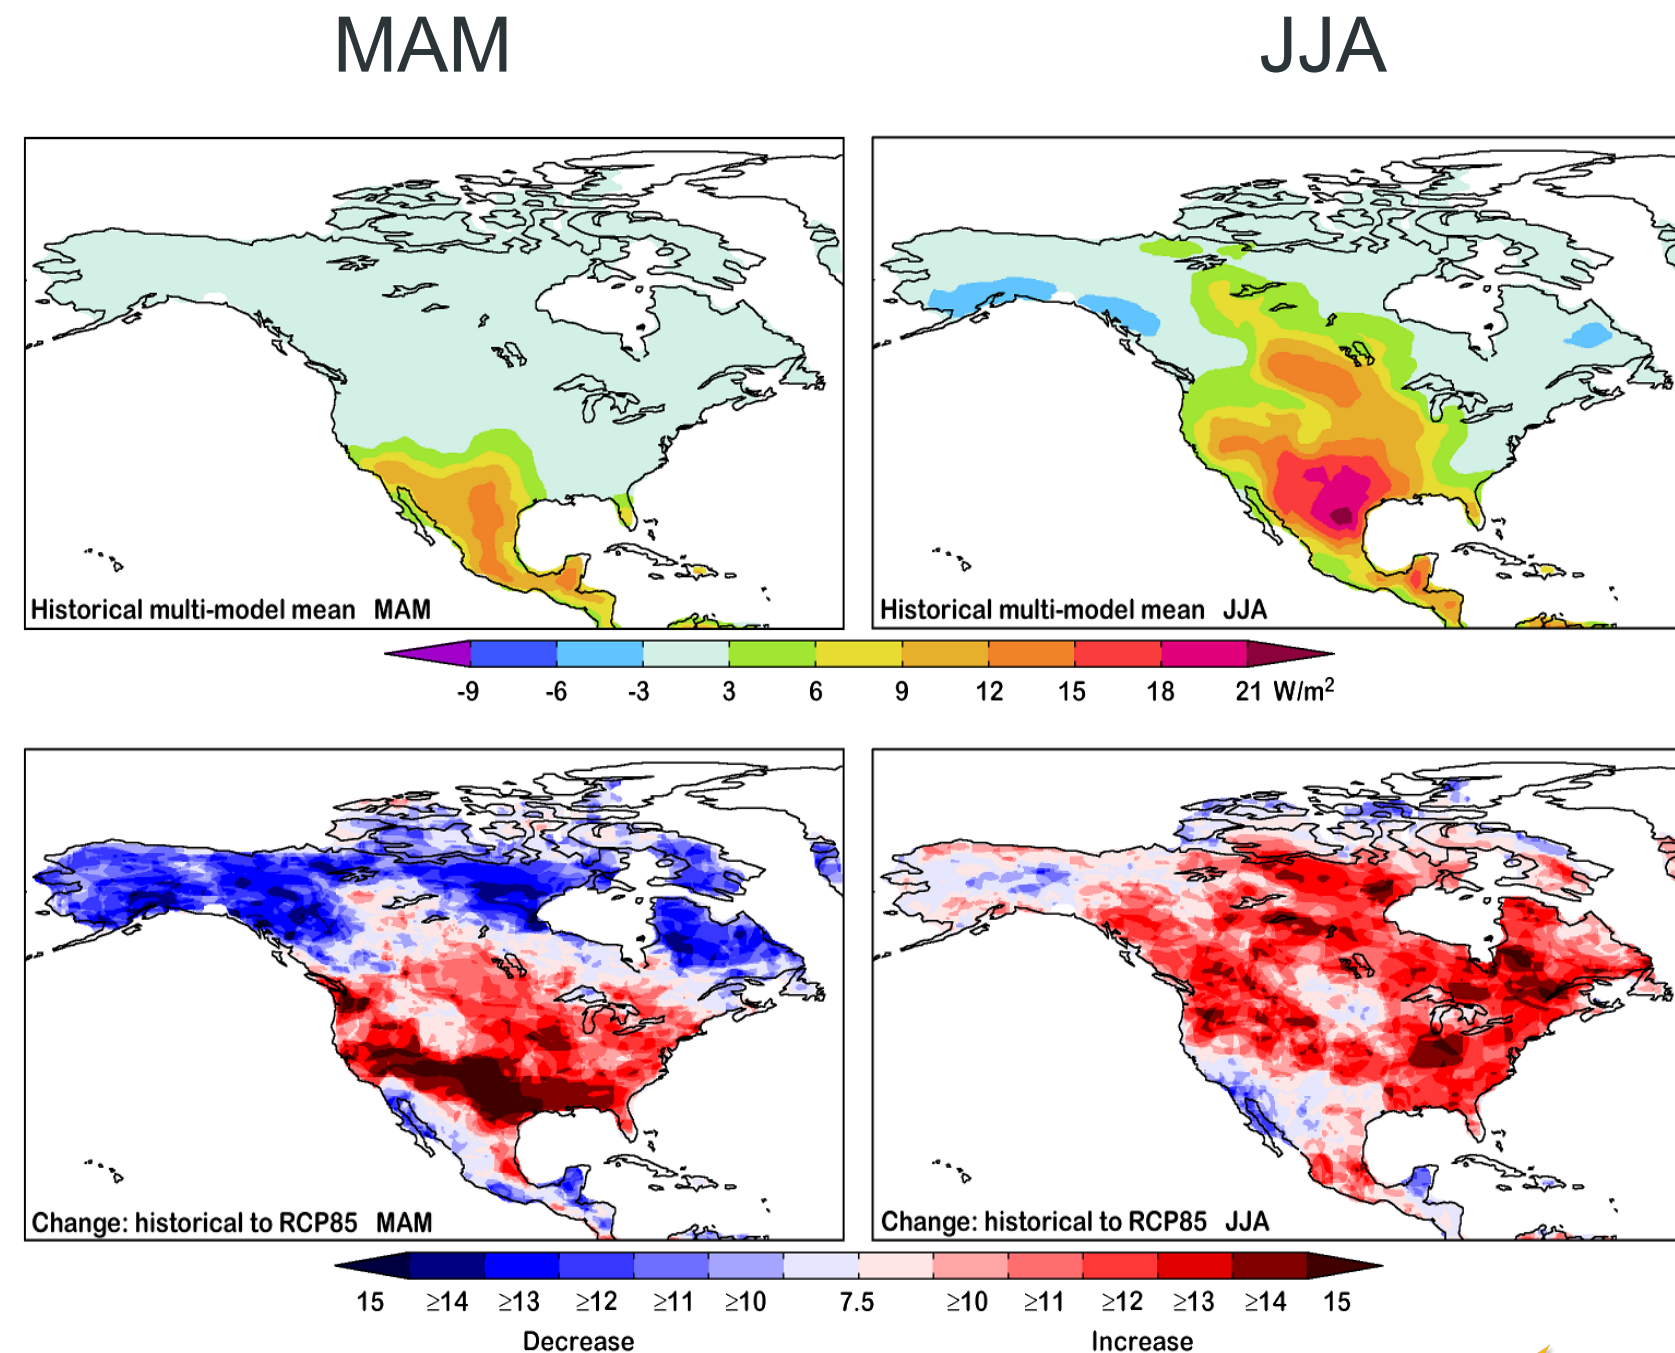 MAM JJA
Historical multi-model mean MAM
Historical multi-model mean JJA
-9 -6 -3 3 6 9 12 15 18 21 W/m²
Change: historical to RCP85 MAM
Change: historical to RCP85 JJA
15 ≥14 ≥13 ≥12 ≥11 ≥10 7.5 ≥10 ≥11 ≥12 ≥13 ≥14 15
Decrease Increase